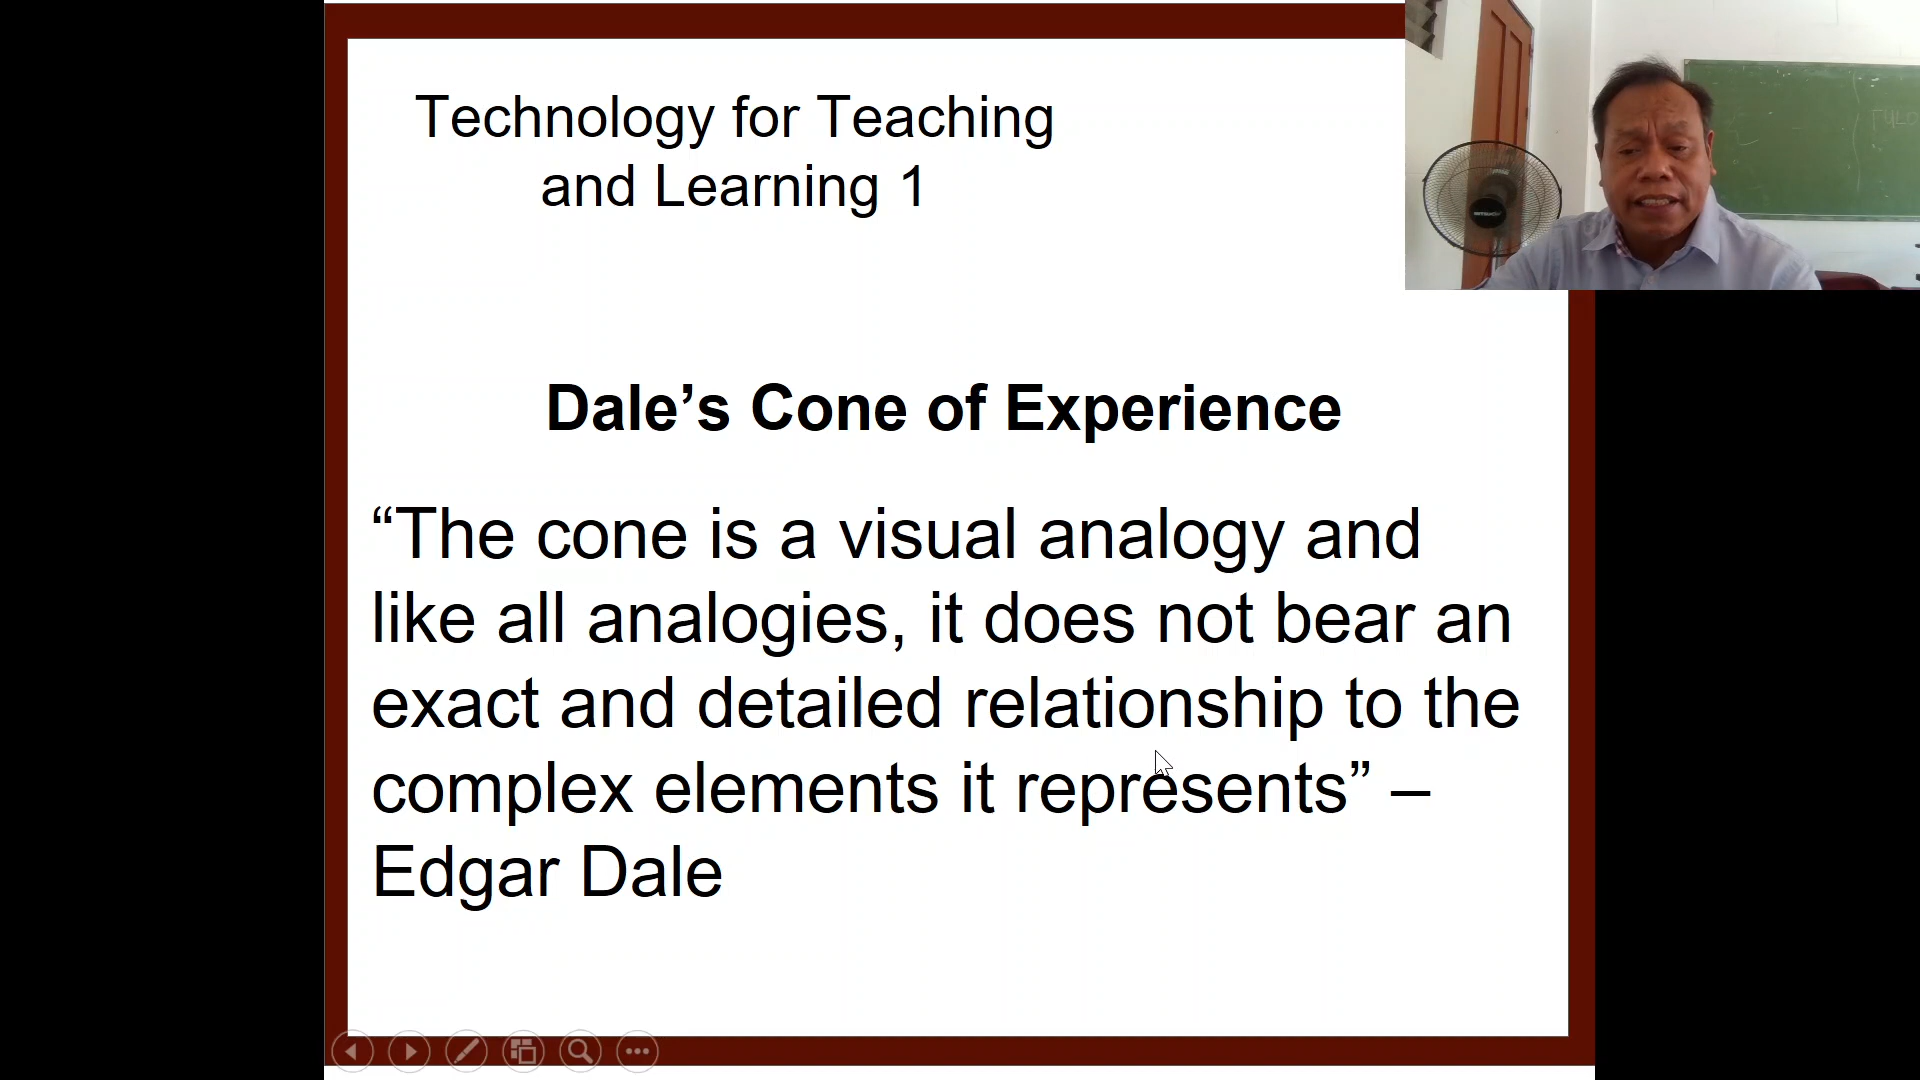 Technology for Teaching
and Learning 1
Dale’s Cone of Experience
“The cone is a visual analogy and
like all analogies, it does not bear an
exact and detailed relationship to the
complex elements it represents” –
Edgar Dale